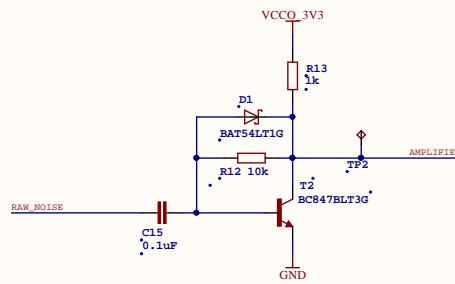 VCCO_3V3
R13
1k
D1
BAT54LT1G
R12 10k
AMPLIFIE
TP2
T2
BC847BLT3G
RAW_NOISE
C15
0.1uF
GND